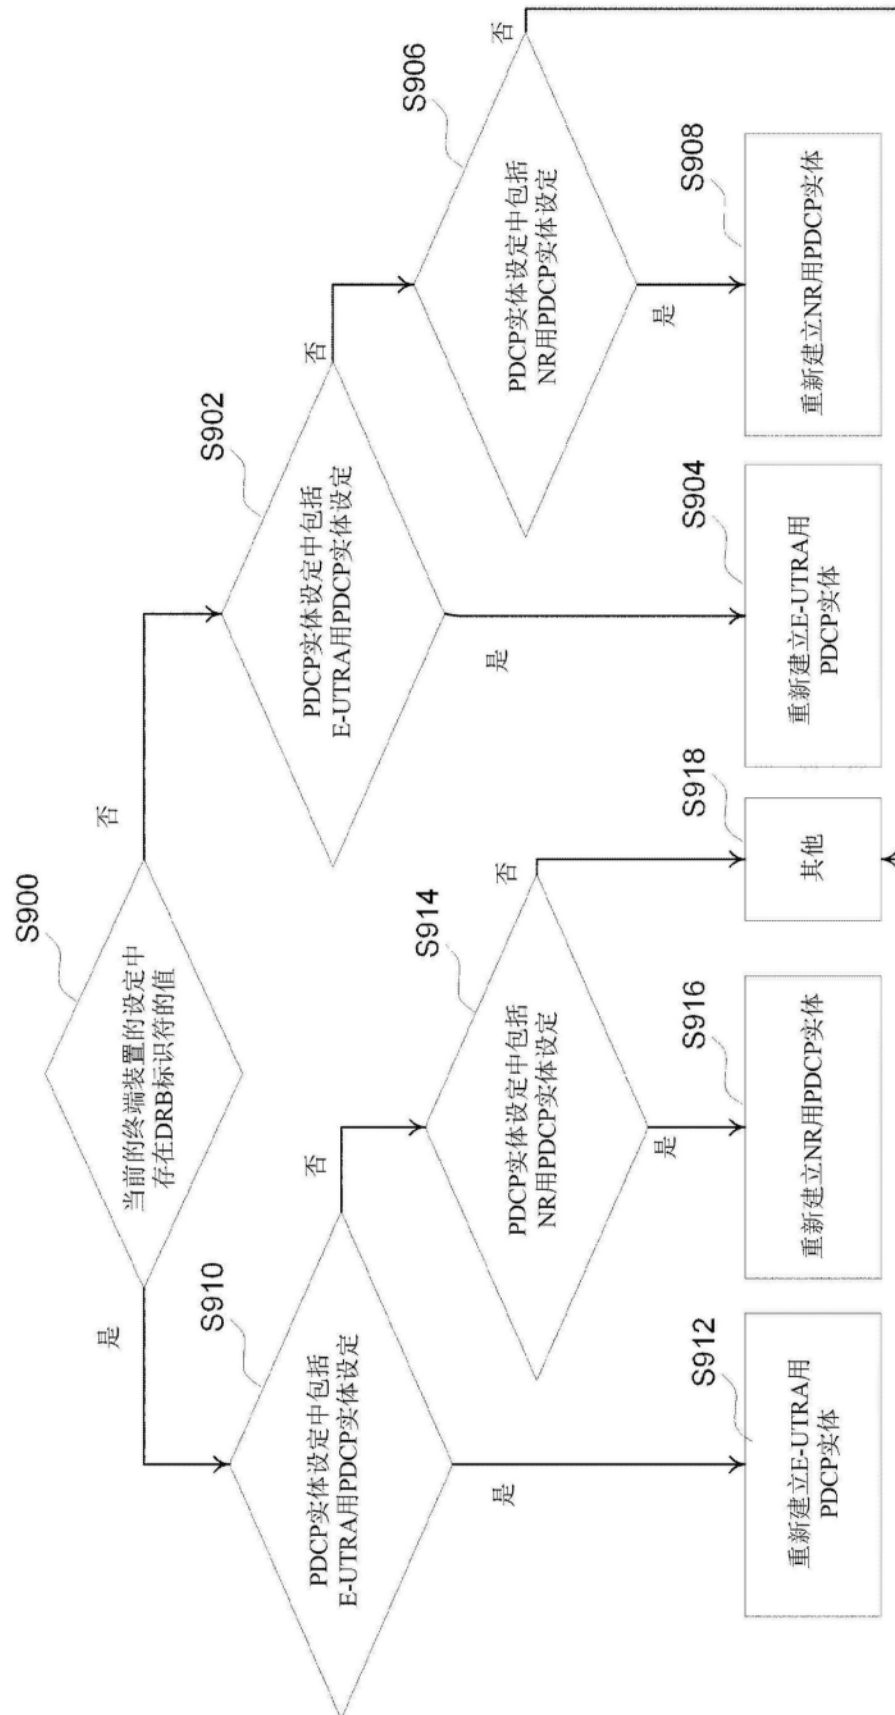 S900
当前的终端装置的设定中
存在DRB标识符的值
是
否
S910
PDCP实体设定中包括
E-UTRA用PDCP实体设定
是
否
S902
PDCP实体设定中包括
E-UTRA用PDCP实体设定
是
否
S914
PDCP实体设定中包括
NR用PDCP实体设定
是
否
S906
PDCP实体设定中包括
NR用PDCP实体设定
是
否
S912
重新建立E-UTRA用
PDCP实体
S916
重新建立NR用PDCP实体
S918
其他
S904
重新建立E-UTRA用
PDCP实体
S908
重新建立NR用PDCP实体